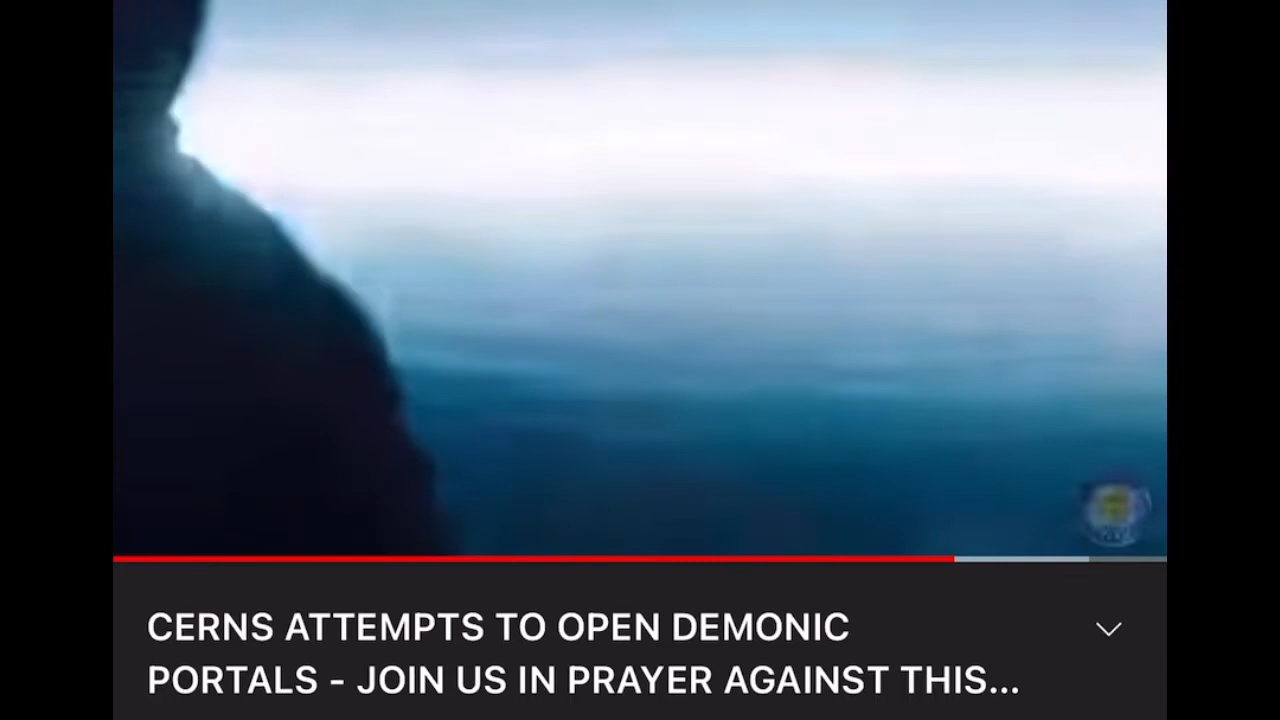 CERNS ATTEMPTS TO OPEN DEMONIC
PORTALS - JOIN US IN PRAYER AGAINST THIS...